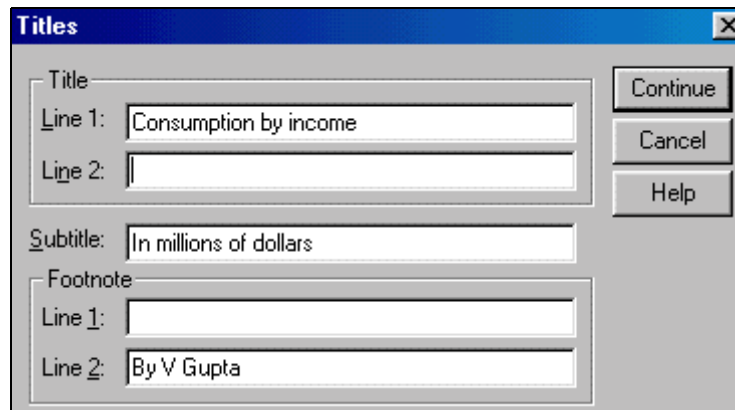 Titles
Title
Line 1: Consumption by income
Line 2:
Subtitle: In millions of dollars
Footnote
Line 1:
Line 2: By V Gupta
Continue
Cancel
Help